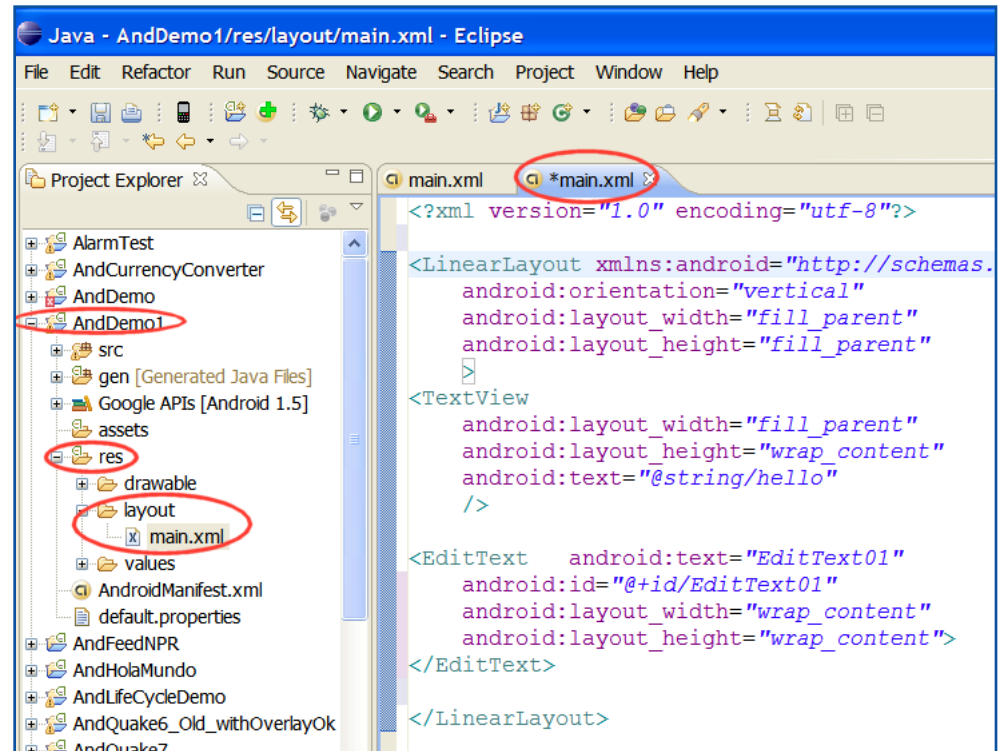 Java - AndDemo1/res/layout/main.xml - Eclipse
File Edit Refactor Run Source Navigate Search Project Window Help
Project Explorer
AlarmTest
AndCurrencyConverter
AndDemo
AndDemo1
src
gen [Generated Java Files]
Google APIs [Android 1.5]
assets
res
drawable
layout
main.xml
values
AndroidManifest.xml
default.properties
AndFeedNPR
AndHolaMundo
AndLifeCycleDemo
AndQuake6_Old_withOverlayOk
AndQuake7
main.xml *main.xml
<?xml version="1.0" encoding="utf-8"?>
<LinearLayout xmlns:android="http://schemas.
android:orientation="vertical"
android:layout_width="fill_parent"
android:layout_height="fill_parent"
>
<TextView
android:layout_width="fill_parent"
android:layout_height="wrap_content"
android:text="@string/hello"
/>
<EditText android:text="EditText01"
android:id="@+id/EditText01"
android:layout_width="wrap_content"
android:layout_height="wrap_content">
</EditText>
</LinearLayout>